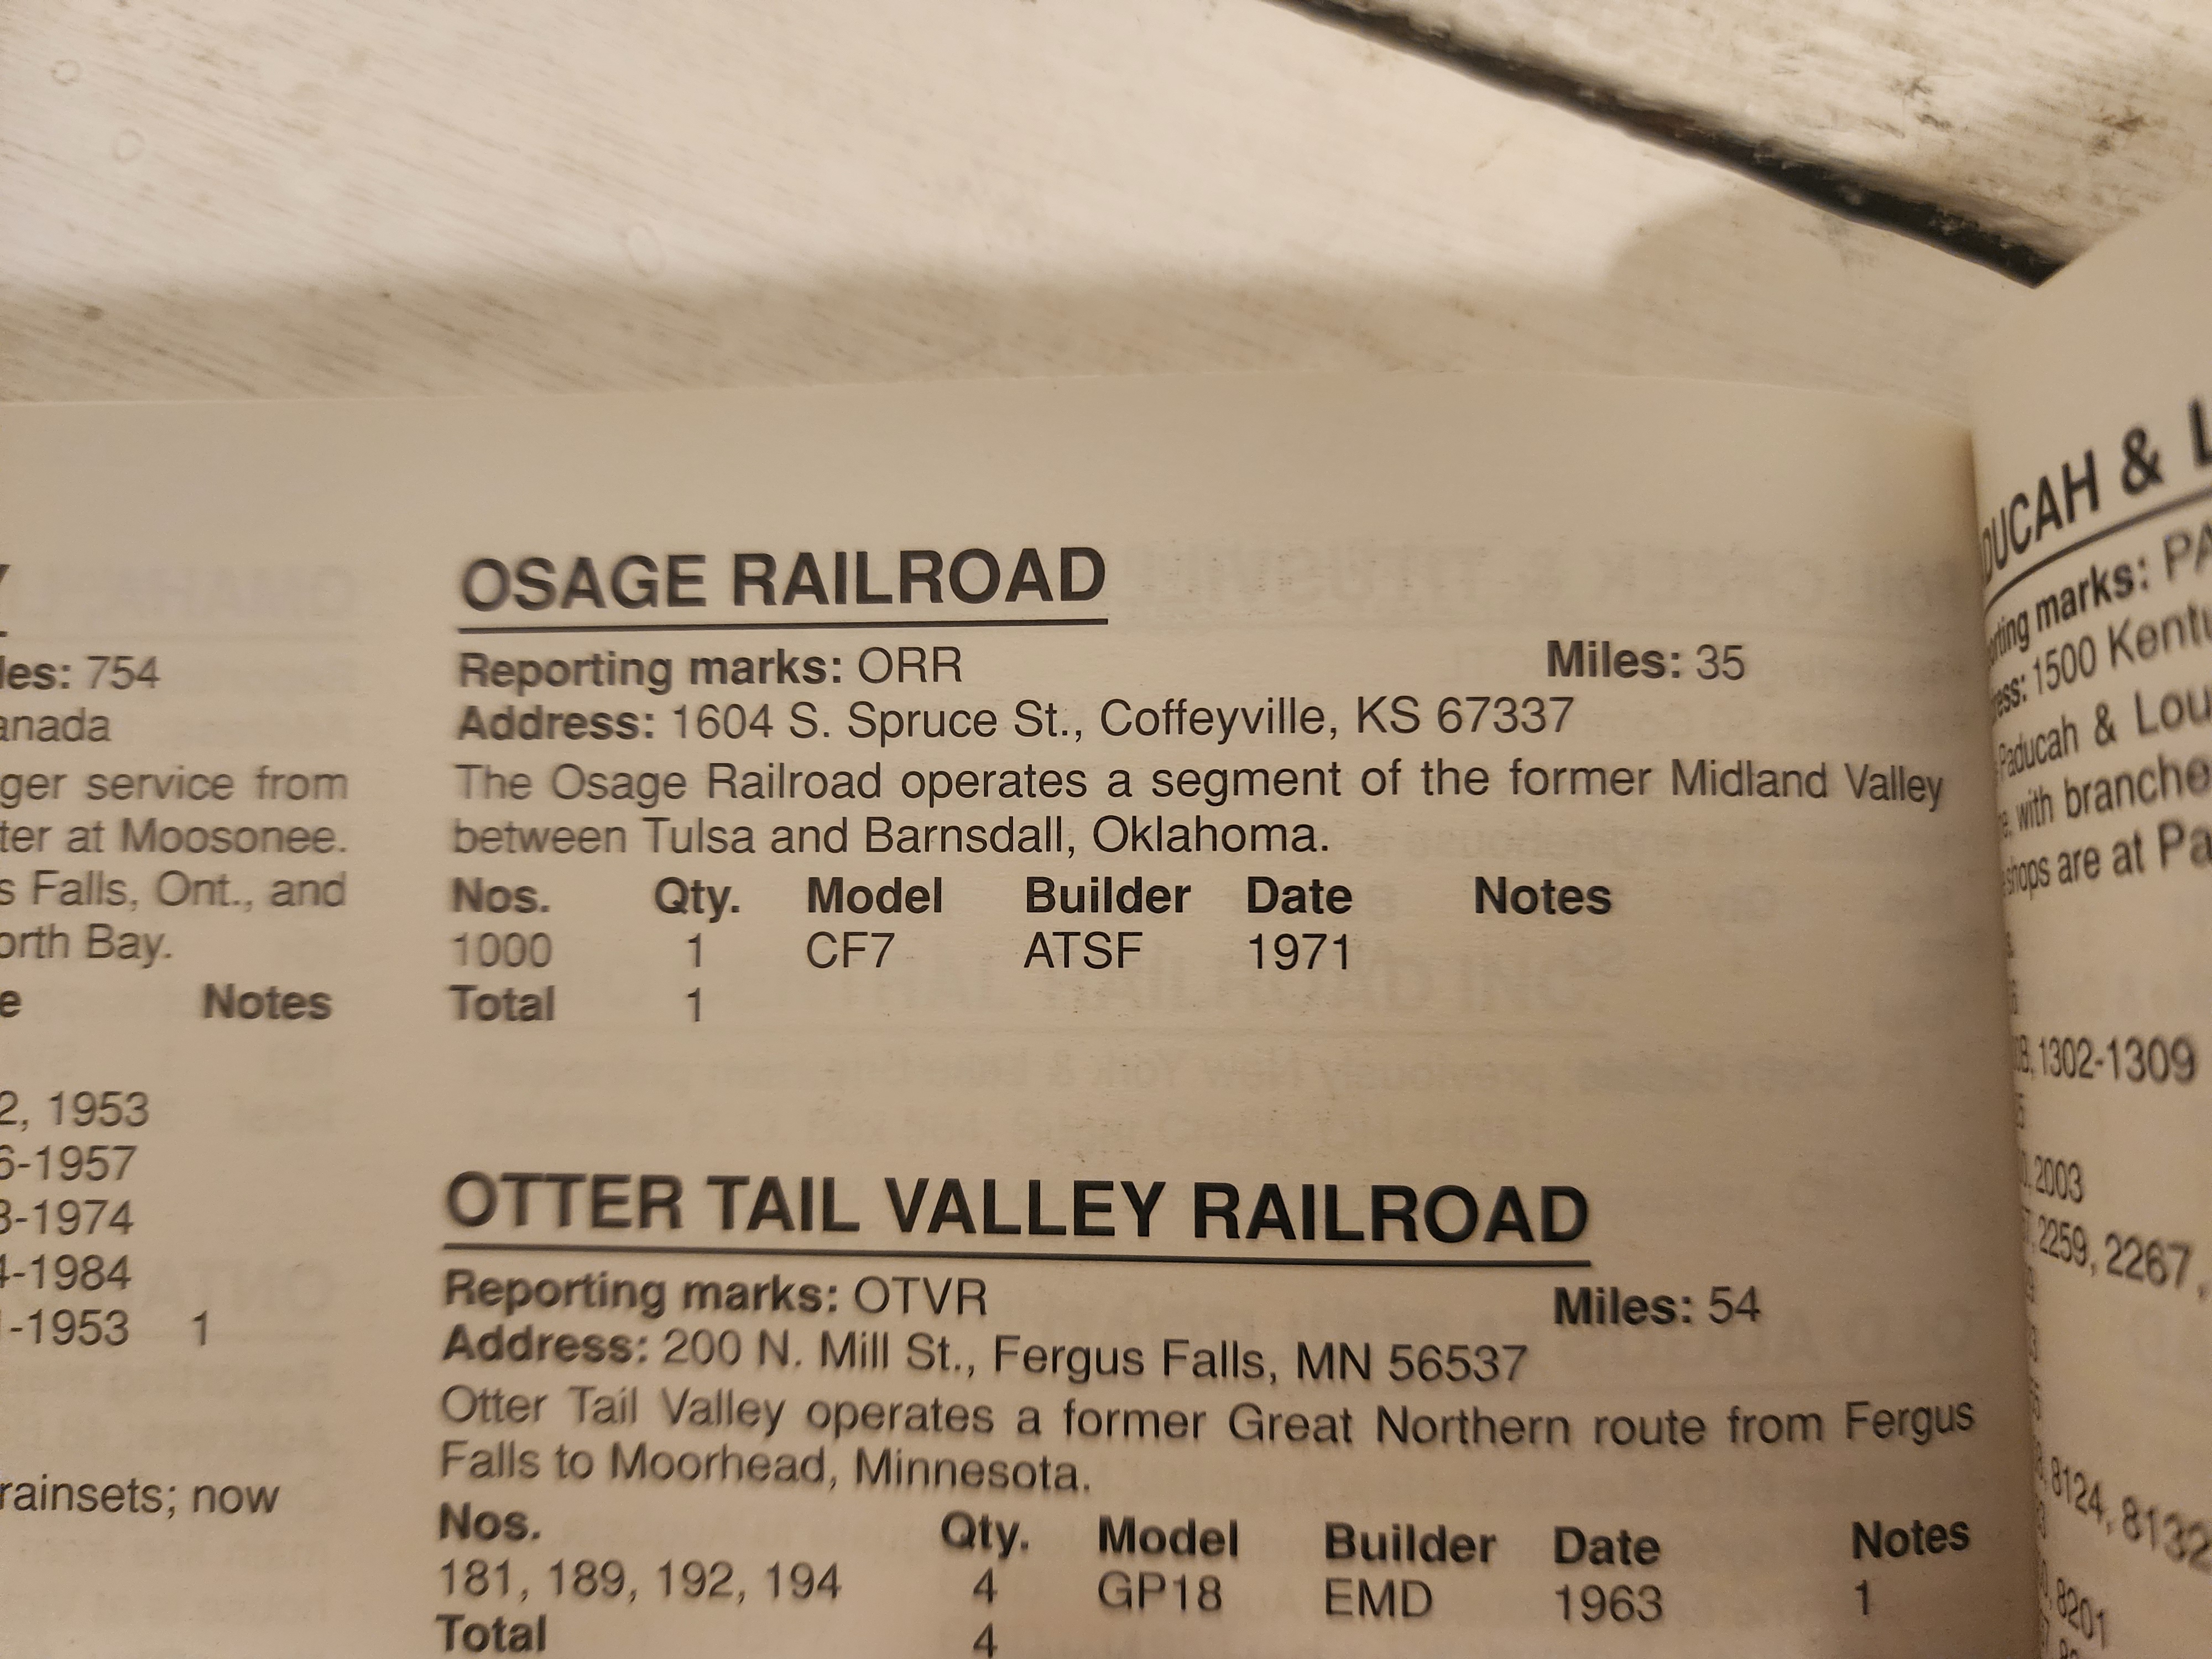 les: 754
anada
ger service from
ter at Moosonee.
s Falls, Ont., and
orth Bay.
e Notes
2, 1953
6-1957
3-1974
4-1984
-1953 1
rainsets; now
OSAGE RAILROAD
Reporting marks: ORR Miles: 35
Address: 1604 S. Spruce St., Coffeyville, KS 67337
The Osage Railroad operates a segment of the former Midland Valley
between Tulsa and Barnsdall, Oklahoma.
Nos. Qty. Model Builder Date Notes
1000 1 CF7 ATSF 1971
Total 1
OTTER TAIL VALLEY RAILROAD
Reporting marks: OTVR Miles: 54
Address: 200 N. Mill St., Fergus Falls, MN 56537
Otter Tail Valley operates a former Great Northern route from Fergus
Falls to Moorhead, Minnesota.
Nos. Qty. Model Builder Date Notes
181, 189, 192, 194 4 GP18 EMD 1963 1
Total 4
DUCAH & L
orting marks: PA
ress: 1500 Kentu
Paducah & Lou
with branche
shops are at Pa
1302-1309
2003
2259, 2267,
8124, 8132
8201